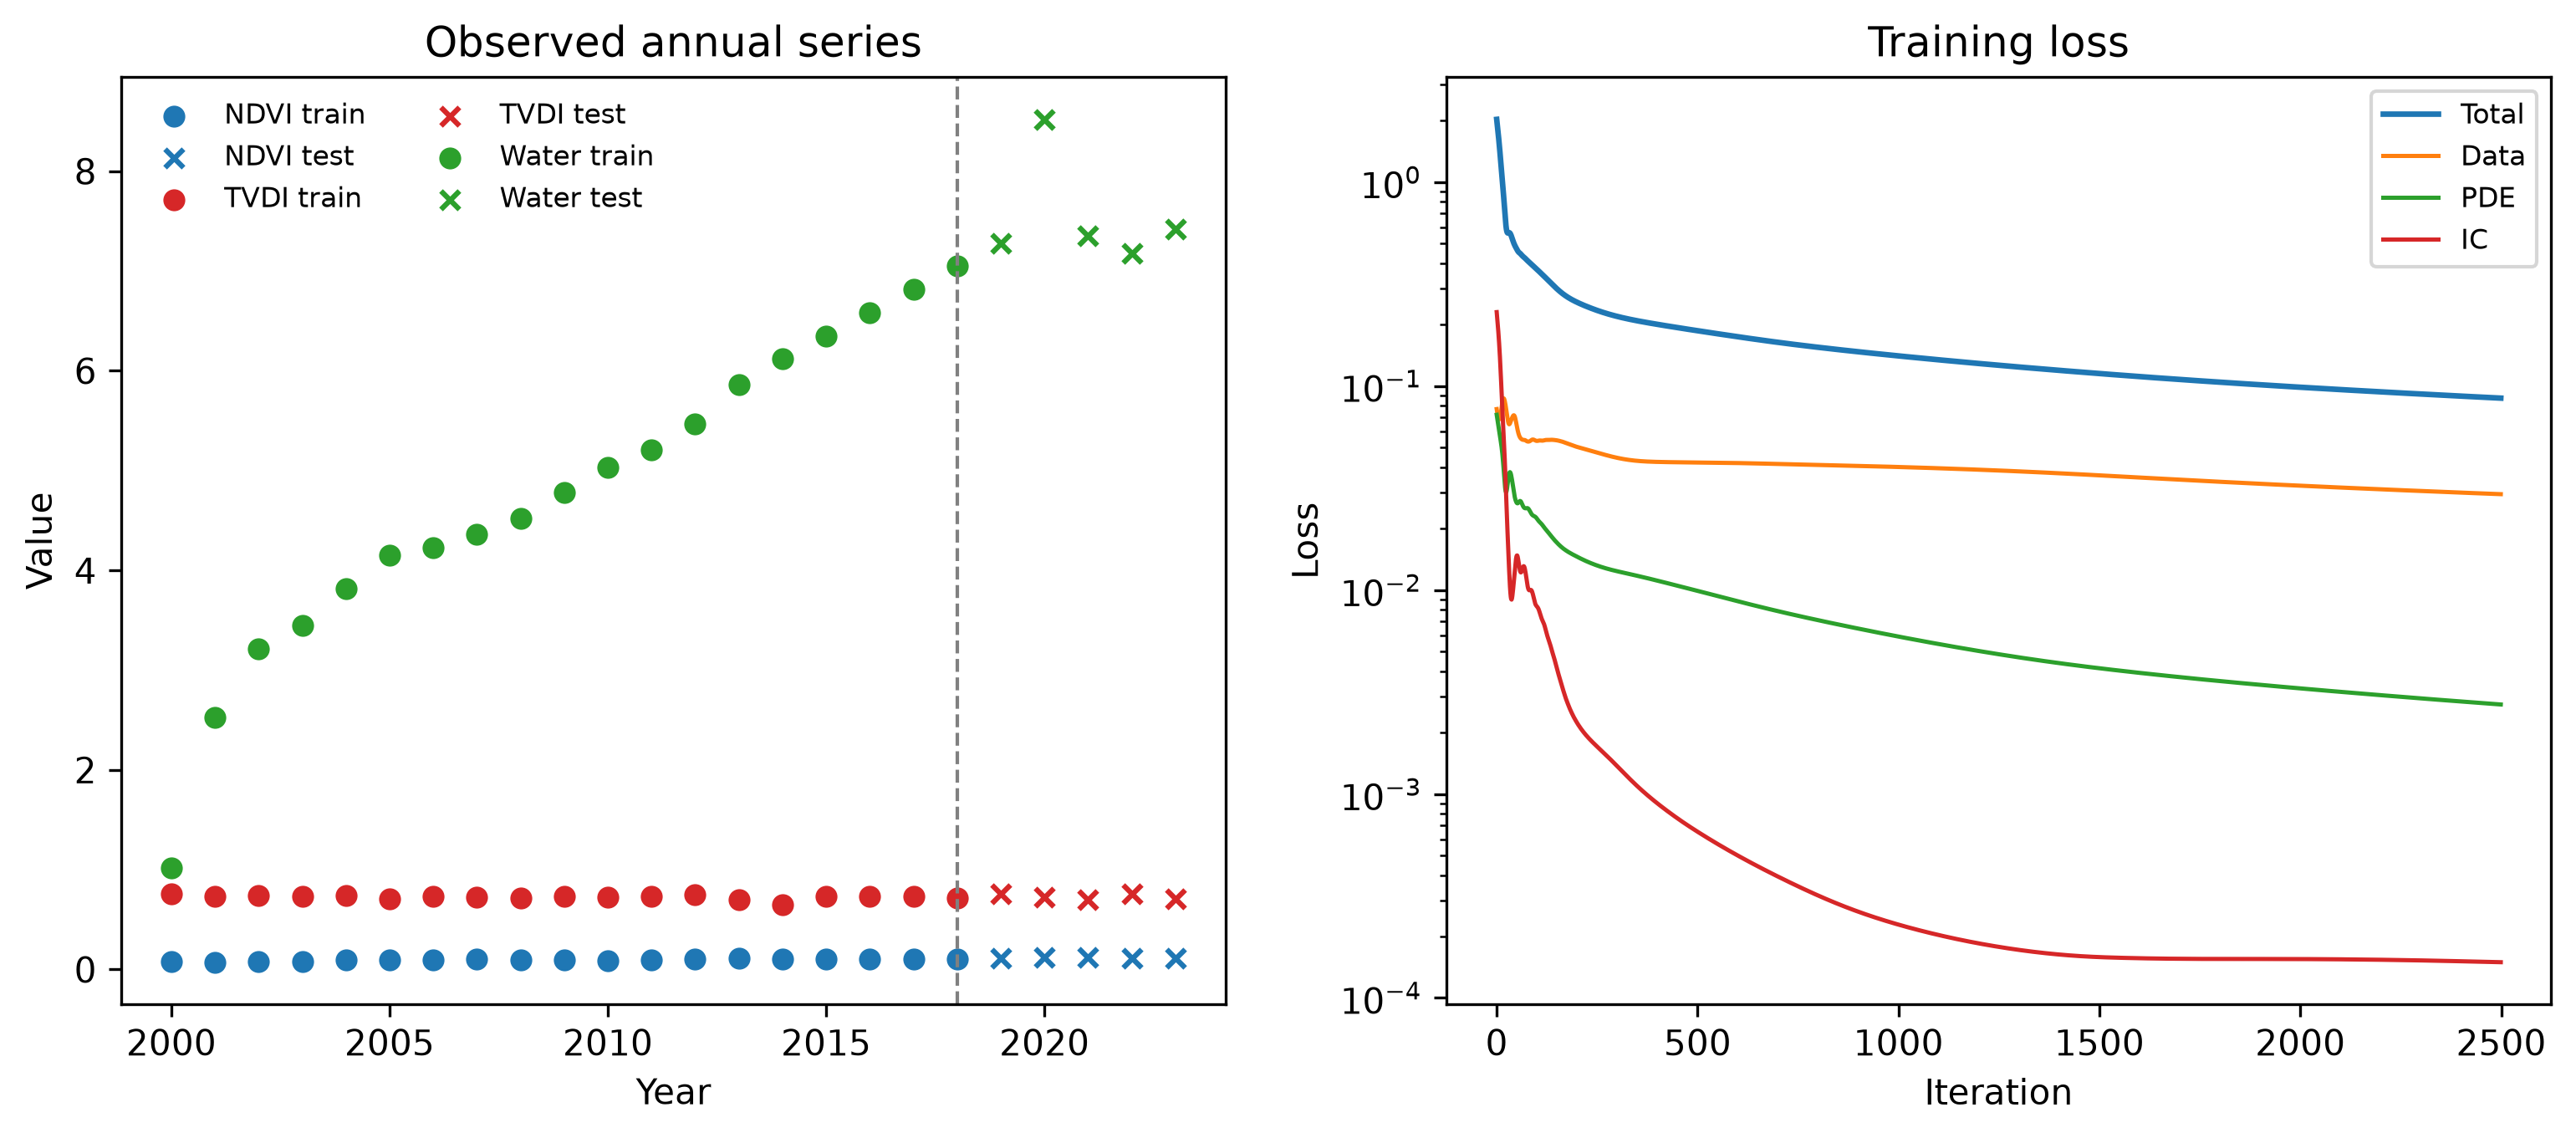 Observed annual series
NDVI train
NDVI test
TVDI train
TVDI test
Water train
Water test
Value
8
6
4
2
0
2000
2005
2010
2015
2020
Year
Training loss
Total
Data
PDE
IC
Loss
10⁰
10⁻¹
10⁻²
10⁻³
10⁻⁴
0
500
1000
1500
2000
2500
Iteration